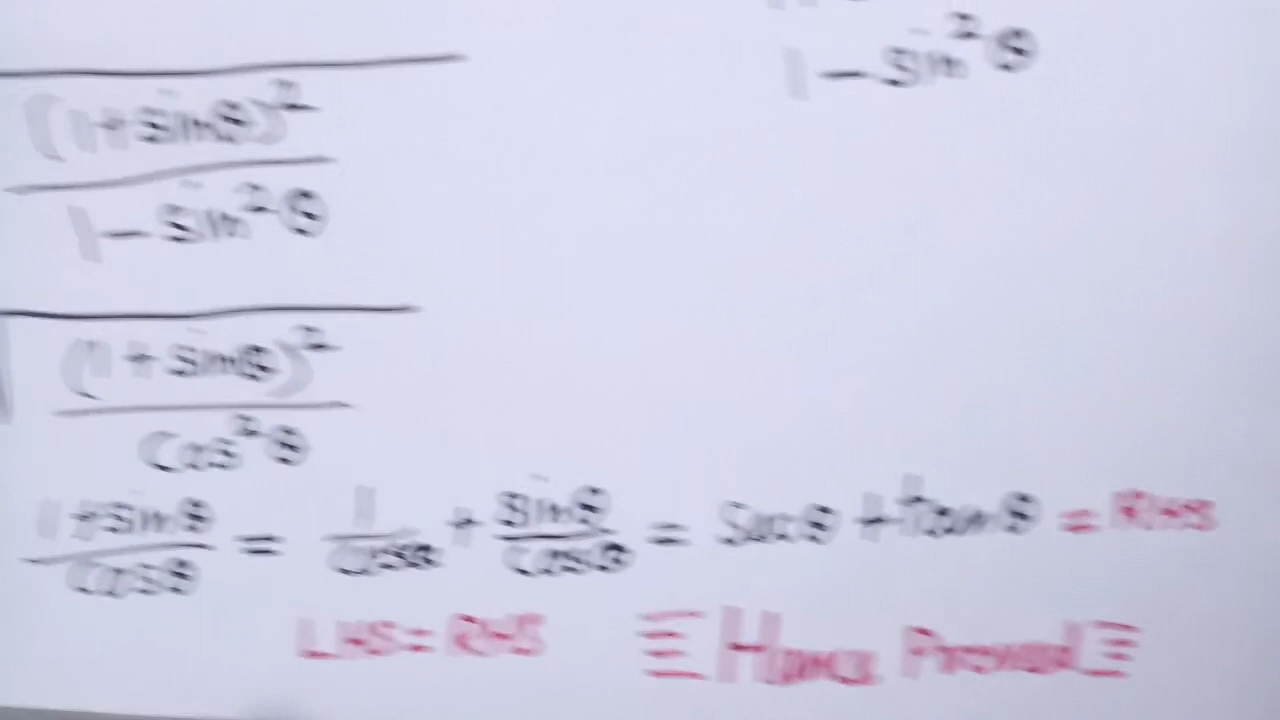 1 - sin²θ
√((1+sinθ)² / (1 - sin²θ))
√((1+sinθ)² / cos²θ)
(1+sinθ)/cosθ = 1/cosθ + sinθ/cosθ = secθ + tanθ = RHS
LHS = RHS Hence Proved